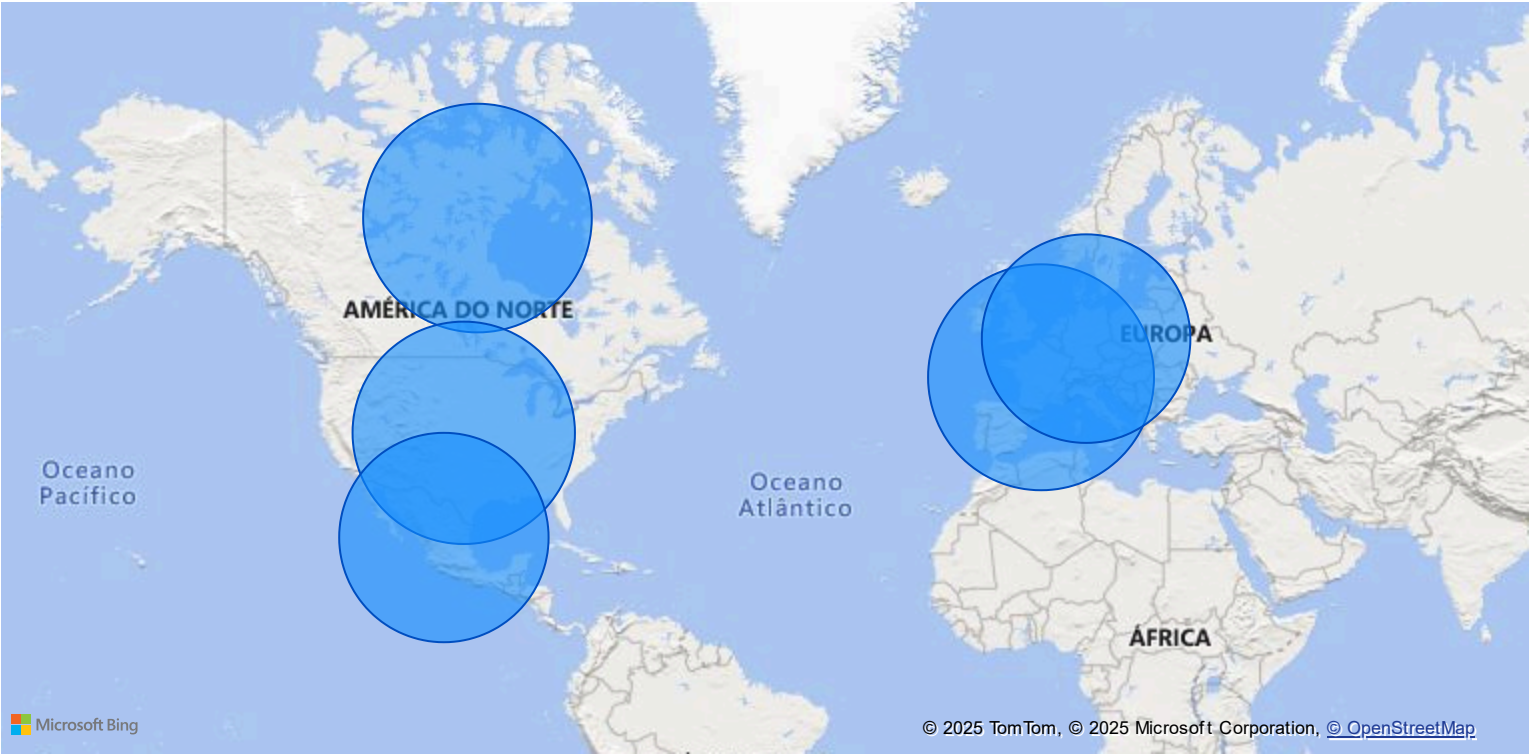 AMÉRICA DO NORTE
EUROPA
Oceano
Pacífico
Oceano
Atlântico
ÁFRICA
Microsoft Bing
© 2025 TomTom, © 2025 Microsoft Corporation, © OpenStreetMap